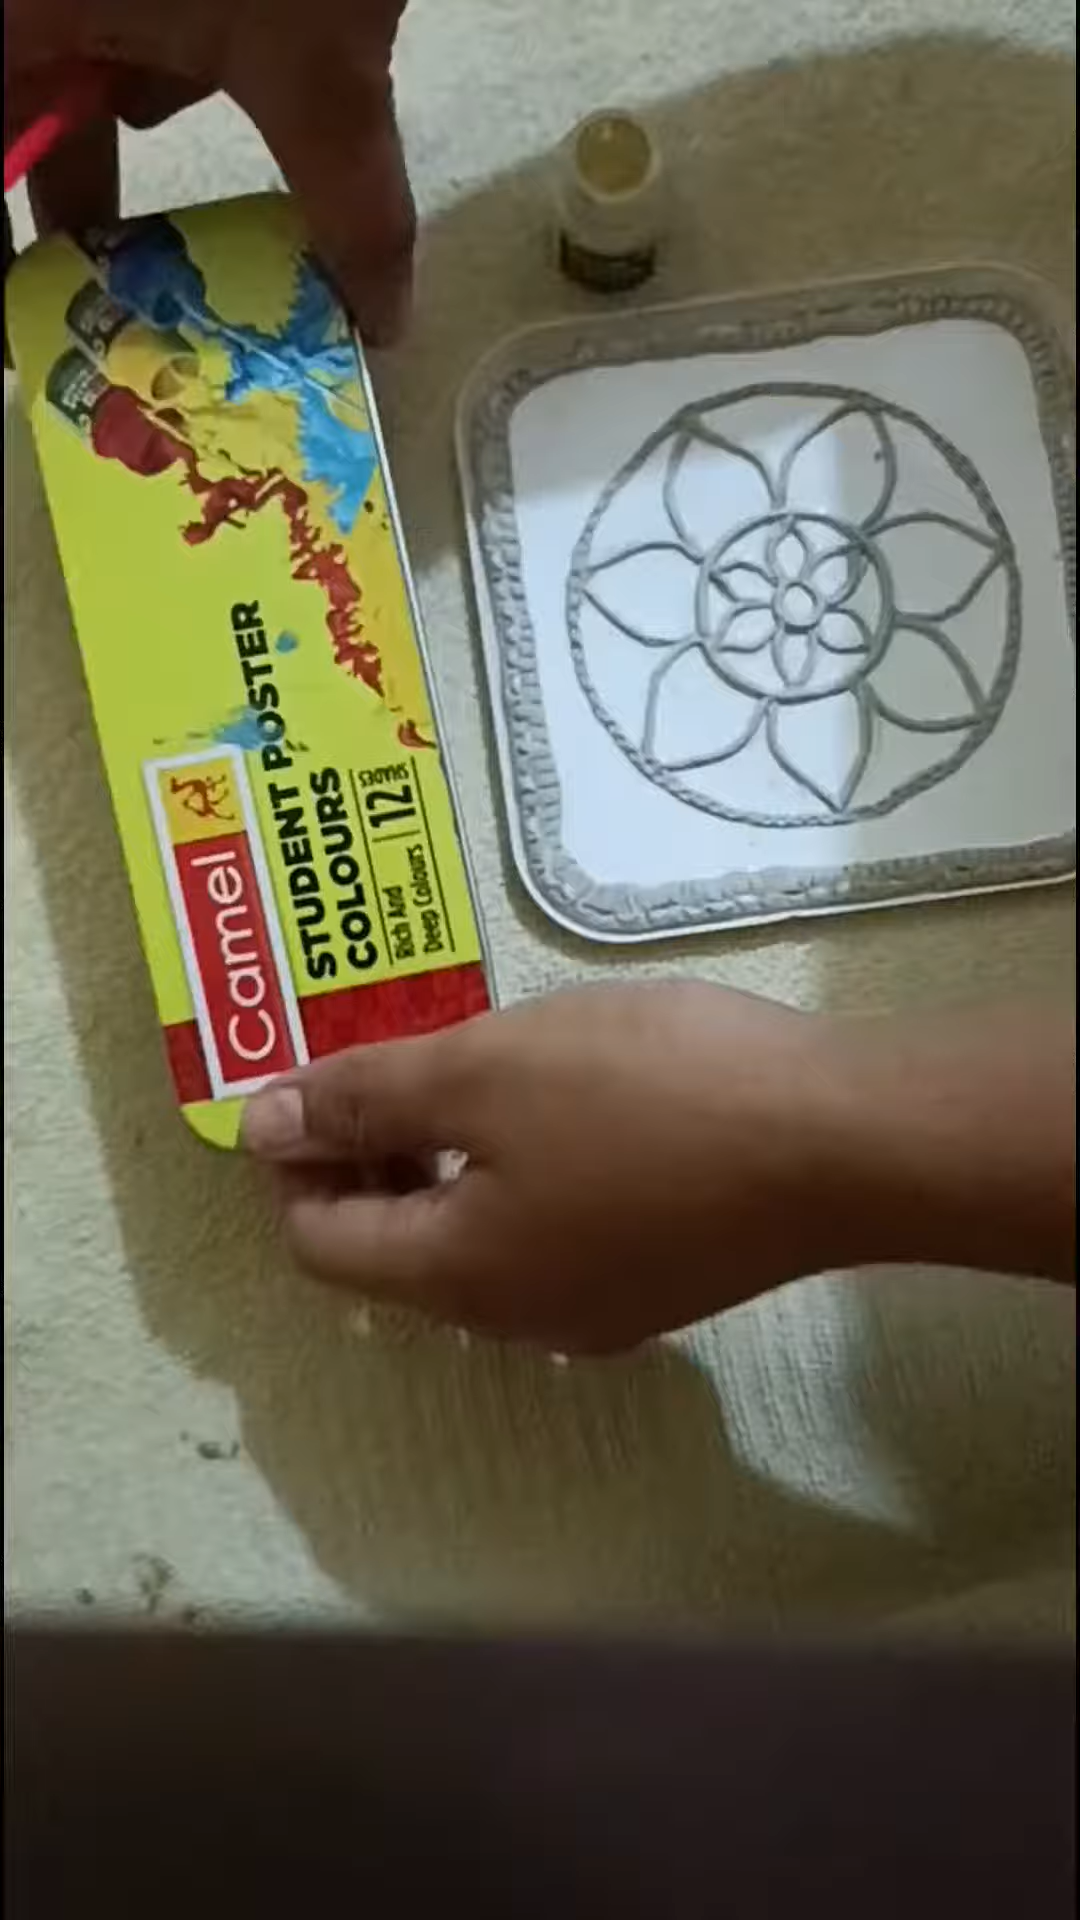 Camel
STUDENT POSTER
COLOURS
Rich And
Deep Colours
12
SHADES